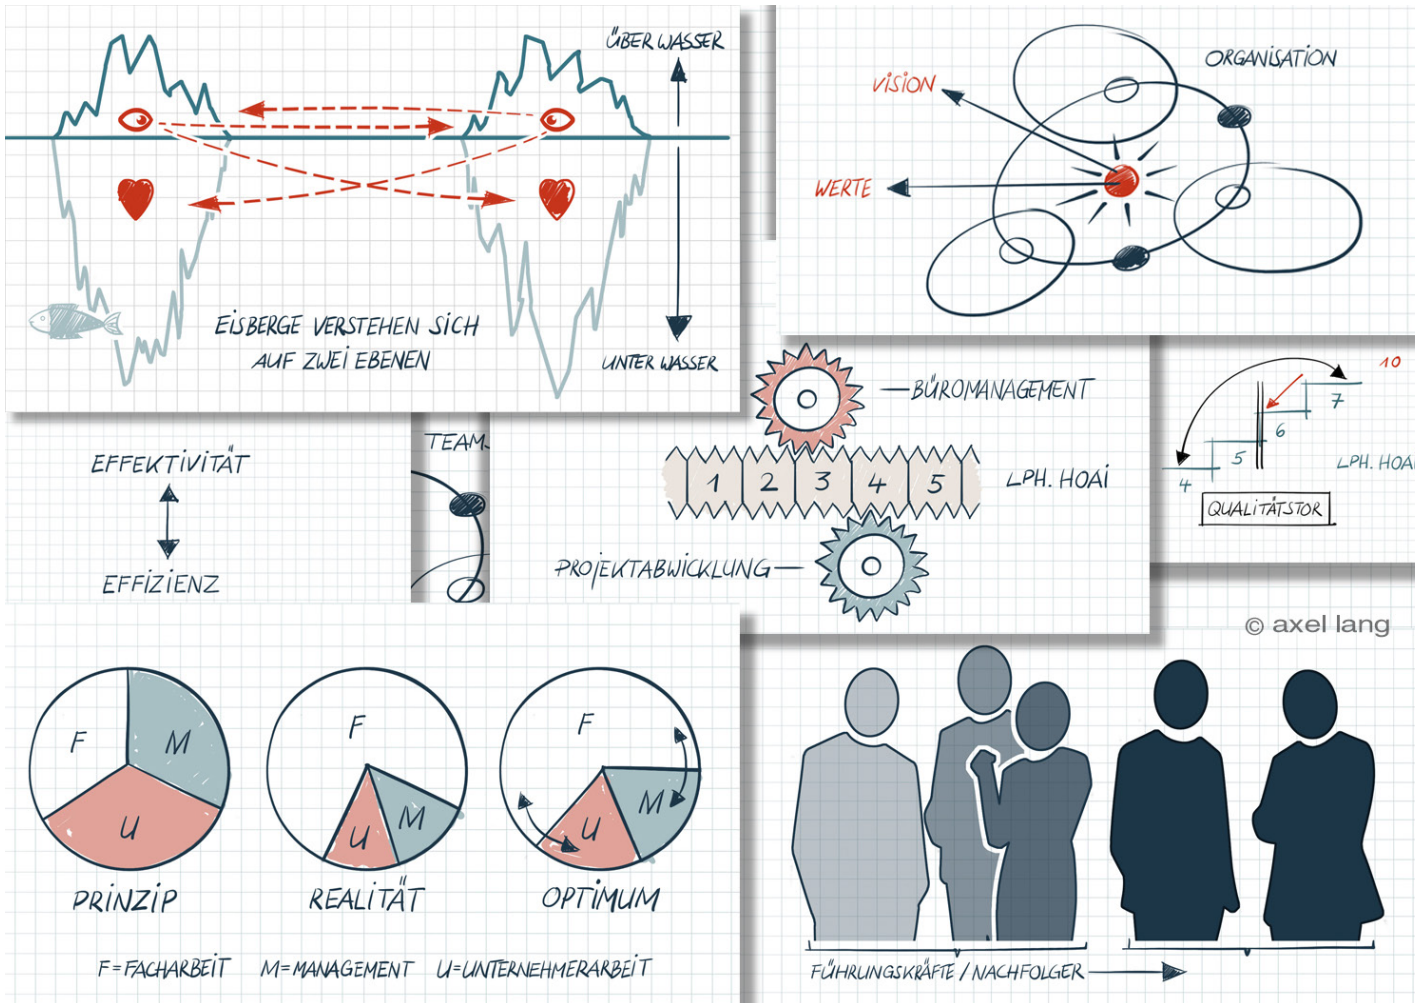 ÜBER WASSER
EISBERGE VERSTEHEN SICH
AUF ZWEI EBENEN
UNTER WASSER
VISION
ORGANISATION
WERTE
EFFEKTIVITÄT
EFFIZIENZ
TEAM
BÜROMANAGEMENT
1 2 3 4 5
LPH. HOAI
PROJEKTABWICKLUNG
10
7
6
5
4
LPH. HOAI
QUALITÄTSTOR
© axel lang
F M U
PRINZIP
F U M
REALITÄT
F U M
OPTIMUM
F=FACHARBEIT M=MANAGEMENT U=UNTERNEHMERARBEIT
FÜHRUNGSKRÄFTE / NACHFOLGER